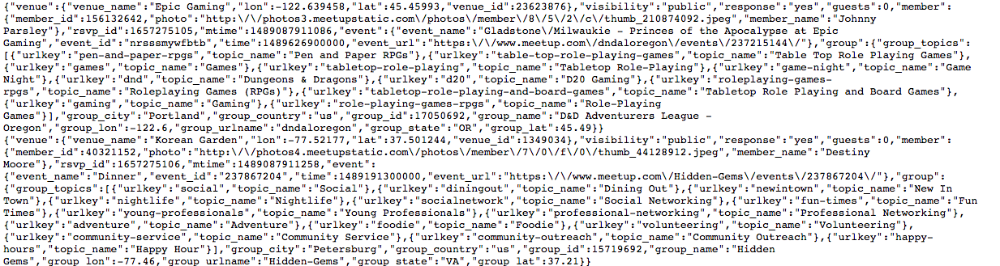 {"venue":{"venue_name":"Epic Gaming","lon":-122.639458,"lat":45.45993,"venue_id":23623876},"visibility":"public","response":"yes","guests":0,"member":
{"member_id":156132642,"photo":"http:\/\/photos3.meetupstatic.com\/photos\/member\/8\/5\/2\/c\/thumb_210874092.jpeg","member_name":"Johnny
Parsley"},"rsvp_id":1657275105,"mtime":1489087911086,"event":{"event_name":"Gladstone\/Milwaukie - Princes of the Apocalypse at Epic
Gaming","event_id":"nrsssmywfbtb","time":1489626900000,"event_url":"https:\/\/www.meetup.com\/dndaloregon\/events\/237215144\/"},"group":{"group_topics":
[{"urlkey":"pen-and-paper-rpgs","topic_name":"Pen and Paper RPGs"},{"urlkey":"table-top-role-playing-games","topic_name":"Table Top Role Playing Games"},
{"urlkey":"games","topic_name":"Games"},{"urlkey":"tabletop-role-playing","topic_name":"Tabletop Role-Playing"},{"urlkey":"game-night","topic_name":"Game
Night"},{"urlkey":"dnd","topic_name":"Dungeons & Dragons"},{"urlkey":"d20","topic_name":"D20 Gaming"},{"urlkey":"roleplaying-games-
rpgs","topic_name":"Roleplaying Games (RPGs)"},{"urlkey":"tabletop-role-playing-and-board-games","topic_name":"Tabletop Role Playing and Board Games"},
{"urlkey":"gaming","topic_name":"Gaming"},{"urlkey":"role-playing-games-rpgs","topic_name":"Role-Playing
Games"}],"group_city":"Portland","group_country":"us","group_id":17050692,"group_name":"D&D Adventurers League -
Oregon","group_lon":-122.6,"group_urlname":"dndaloregon","group_state":"OR","group_lat":45.49}}
{"venue":{"venue_name":"Korean Garden","lon":-77.52177,"lat":37.501244,"venue_id":1349034},"visibility":"public","response":"yes","guests":0,"member":
{"member_id":40321152,"photo":"http:\/\/photos4.meetupstatic.com\/photos\/member\/7\/0\/f\/0\/thumb_44128912.jpeg","member_name":"Destiny
Moore"},"rsvp_id":1657275106,"mtime":1489087911258,"event":
{"event_name":"Dinner","event_id":"237867204","time":1489191300000,"event_url":"https:\/\/www.meetup.com\/Hidden-Gems\/events\/237867204\/"},"group":
{"group_topics":[{"urlkey":"social","topic_name":"Social"},{"urlkey":"diningout","topic_name":"Dining Out"},{"urlkey":"newintown","topic_name":"New In
Town"},{"urlkey":"nightlife","topic_name":"Nightlife"},{"urlkey":"socialnetwork","topic_name":"Social Networking"},{"urlkey":"fun-times","topic_name":"Fun
Times"},{"urlkey":"young-professionals","topic_name":"Young Professionals"},{"urlkey":"professional-networking","topic_name":"Professional Networking"},
{"urlkey":"adventure","topic_name":"Adventure"},{"urlkey":"foodie","topic_name":"Foodie"},{"urlkey":"volunteering","topic_name":"Volunteering"},
{"urlkey":"community-service","topic_name":"Community Service"},{"urlkey":"community-outreach","topic_name":"Community Outreach"},{"urlkey":"happy-
hours","topic_name":"Happy Hour"}],"group_city":"Petersburg","group_country":"us","group_id":15719692,"group_name":"Hidden
Gems","group_lon":-77.46,"group_urlname":"Hidden-Gems","group_state":"VA","group_lat":37.21}}